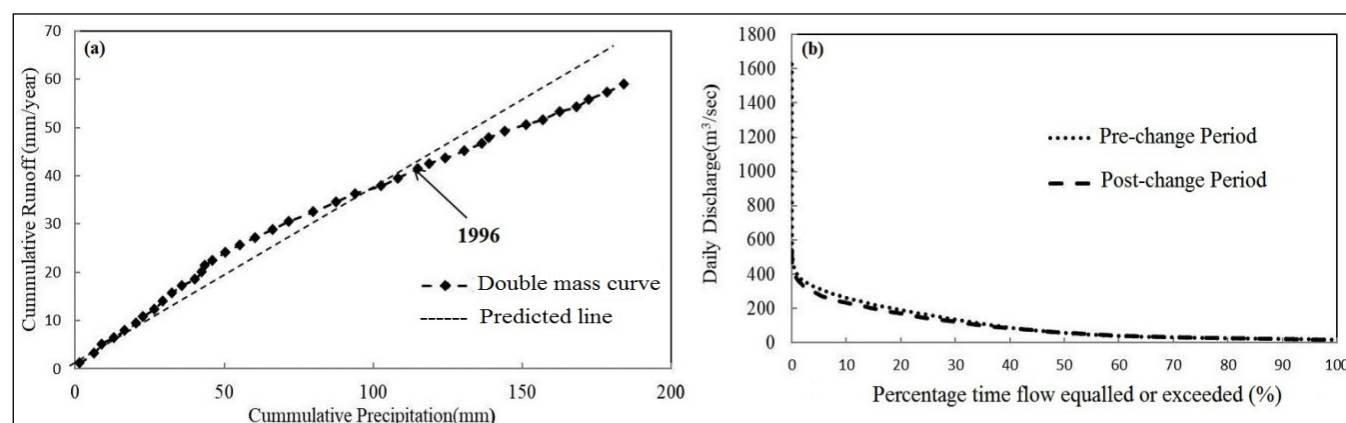 (a)
Cummulative Runoff (mm/year)
70
60
50
40
30
20
10
0
1996
Double mass curve
Predicted line
0 50 100 150 200
Cummulative Precipitation(mm)
(b)
Daily Discharge(m³/sec)
1800
1600
1400
1200
1000
800
600
400
200
0
Pre-change Period
Post-change Period
0 10 20 30 40 50 60 70 80 90 100
Percentage time flow equalled or exceeded (%)